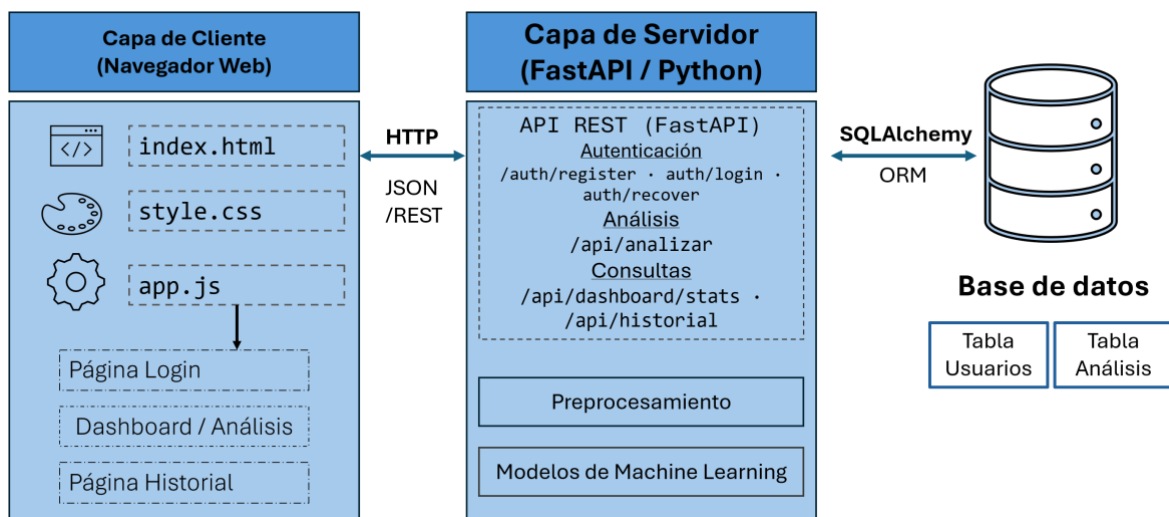 Capa de Cliente
(Navegador Web)
</>
index.html
style.css
app.js
Página Login
Dashboard / Análisis
Página Historial
HTTP
JSON
/REST
Capa de Servidor
(FastAPI / Python)
API REST (FastAPI)
Autenticación
/auth/register · auth/login ·
auth/recover
Análisis
/api/analizar
Consultas
/api/dashboard/stats ·
/api/historial
Preprocesamiento
Modelos de Machine Learning
SQLAlchemy
ORM
Base de datos
Tabla
Usuarios
Tabla
Análisis